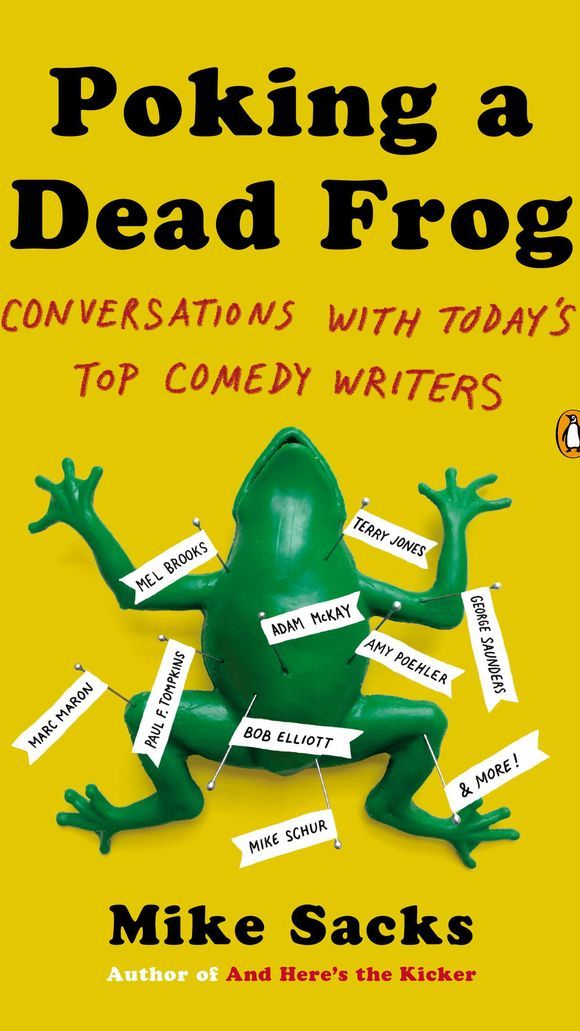 Poking a
Dead Frog
CONVERSATIONS WITH TODAY'S
TOP COMEDY WRITERS
MEL BROOKS
TERRY JONES
ADAM McKAY
GEORGE SAUNDERS
AMY POEHLER
PAUL F. TOMPKINS
MARC MARON
BOB ELLIOTT
& MORE!
MIKE SCHUR
Mike Sacks
Author of And Here's the Kicker